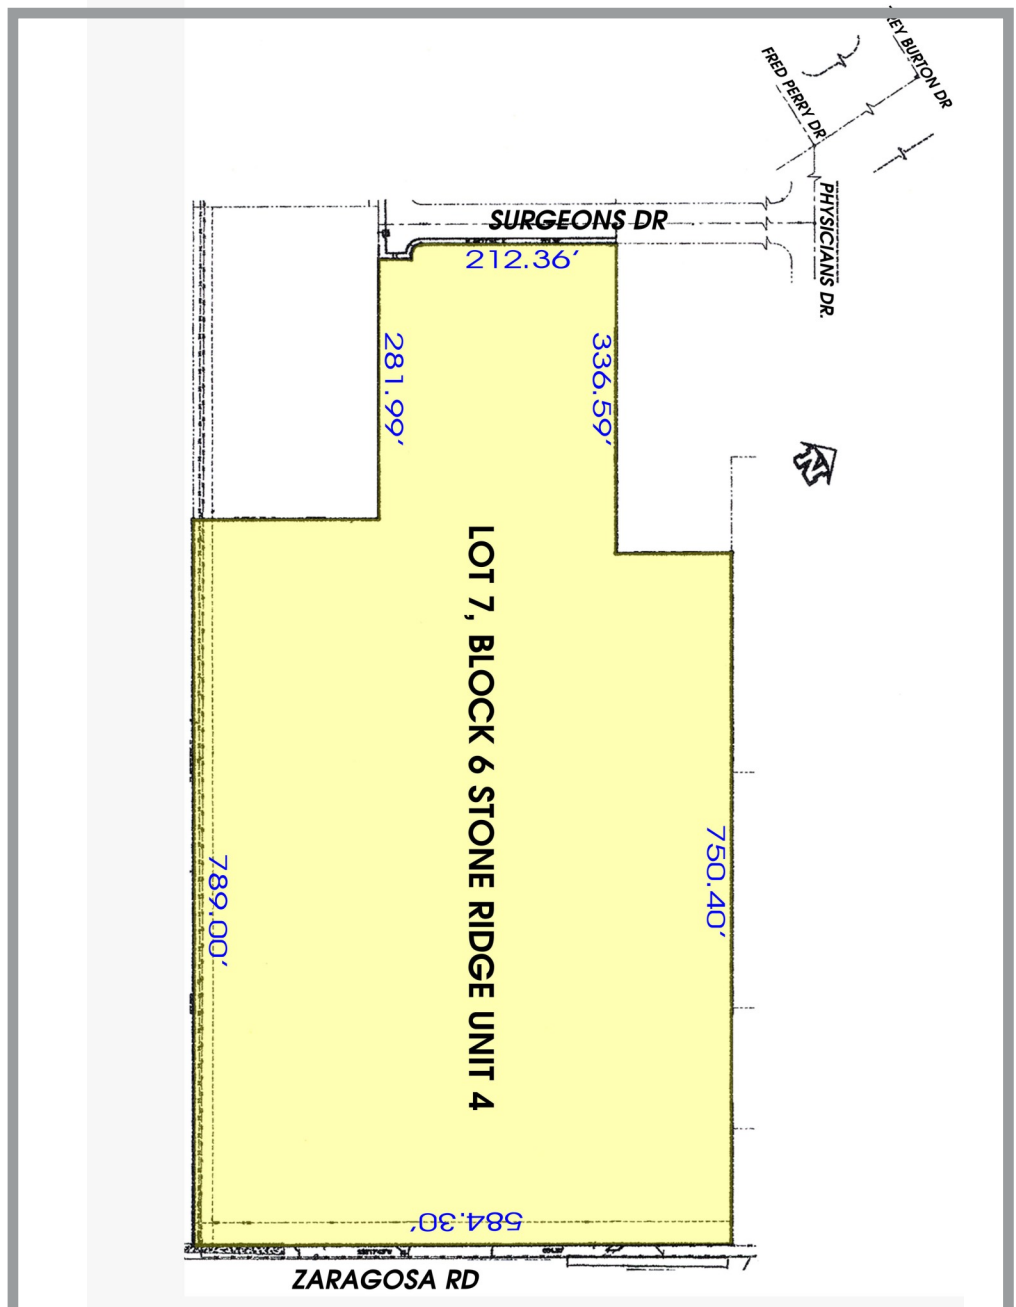 EY BURTON DR
FRED PERRY DR
PHYSICIANS DR.
SURGEONS DR
212.36'
281.99'
336.59'
N
LOT 7, BLOCK 6 STONE RIDGE UNIT 4
789.00'
750.40'
584.30'
ZARAGOSA RD